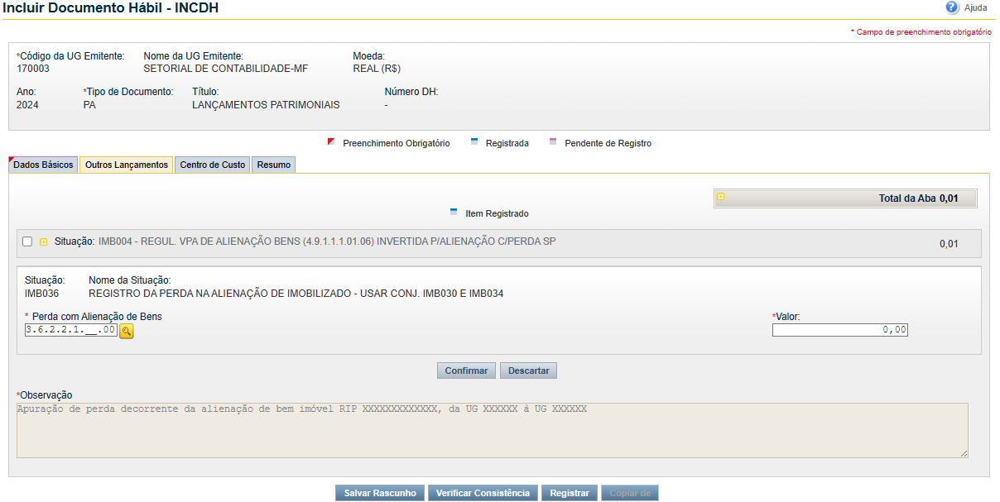 Incluir Documento Hábil - INCDH
Ajuda
* Campo de preenchimento obrigatório
*Código da UG Emitente: Nome da UG Emitente: Moeda:
170003 SETORIAL DE CONTABILIDADE-MF REAL (R$)
Ano: *Tipo de Documento: Título: Número DH:
2024 PA LANÇAMENTOS PATRIMONIAIS -
Preenchimento Obrigatório Registrada Pendente de Registro
Dados Básicos Outros Lançamentos Centro de Custo Resumo
Total da Aba 0,01
Item Registrado
Situação: IMB004 - REGUL. VPA DE ALIENAÇÃO BENS (4.9.1.1.1.01.06) INVERTIDA P/ALIENAÇÃO C/PERDA SP 0,01
Situação: Nome da Situação:
IMB036 REGISTRO DA PERDA NA ALIENAÇÃO DE IMOBILIZADO - USAR CONJ. IMB030 E IMB034
* Perda com Alienação de Bens *Valor:
3.6.2.2.1.__.00 0,00
Confirmar Descartar
*Observação
Apuração de perda decorrente da alienação de bem imóvel RIP XXXXXXXXXXXXX, da UG XXXXXX à UG XXXXXX
Salvar Rascunho Verificar Consistência Registrar Copiar de